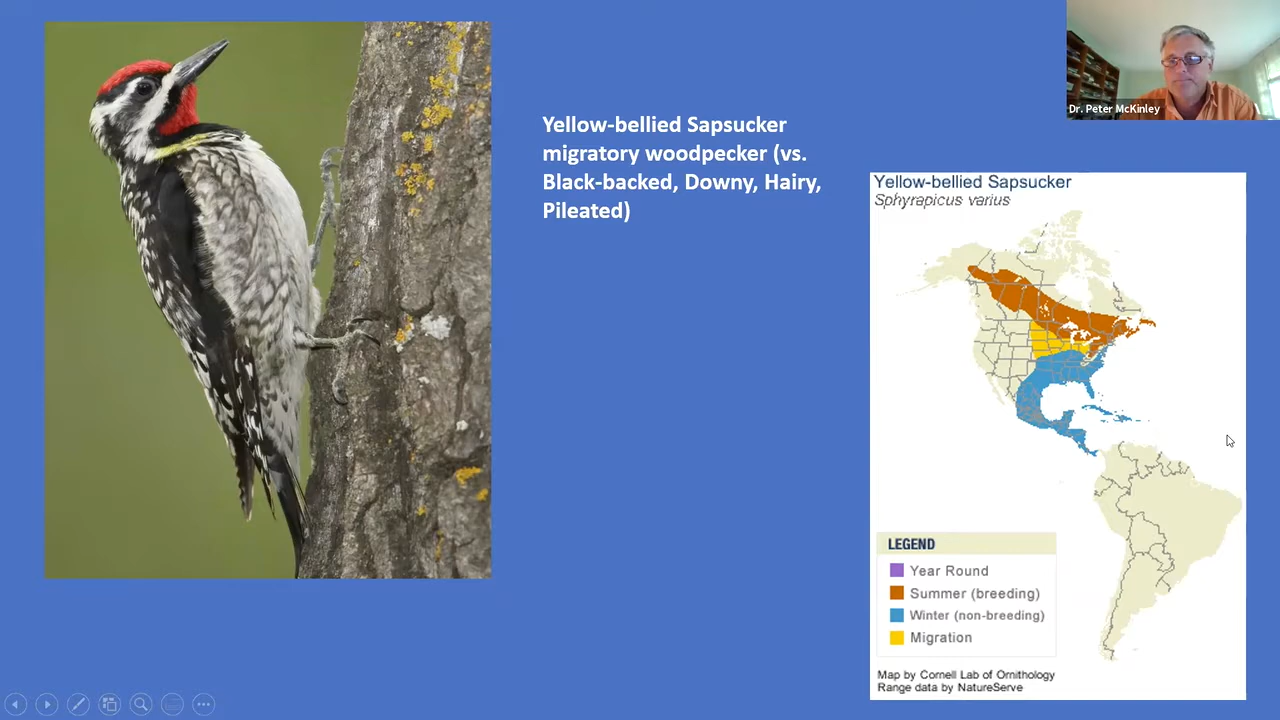 Dr. Peter McKinley
Yellow-bellied Sapsucker
migratory woodpecker (vs.
Black-backed, Downy, Hairy,
Pileated)
Yellow-bellied Sapsucker
Sphyrapicus varius
LEGEND
Year Round
Summer (breeding)
Winter (non-breeding)
Migration
Map by Cornell Lab of Ornithology
Range data by NatureServe